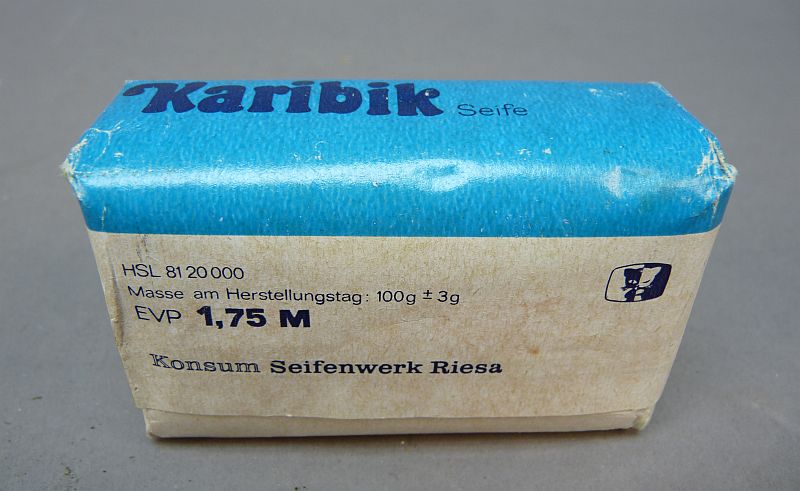 Karibik Seife
HSL 81 20 000
Masse am Herstellungstag: 100g ± 3g
EVP 1,75 M
Konsum Seifenwerk Riesa